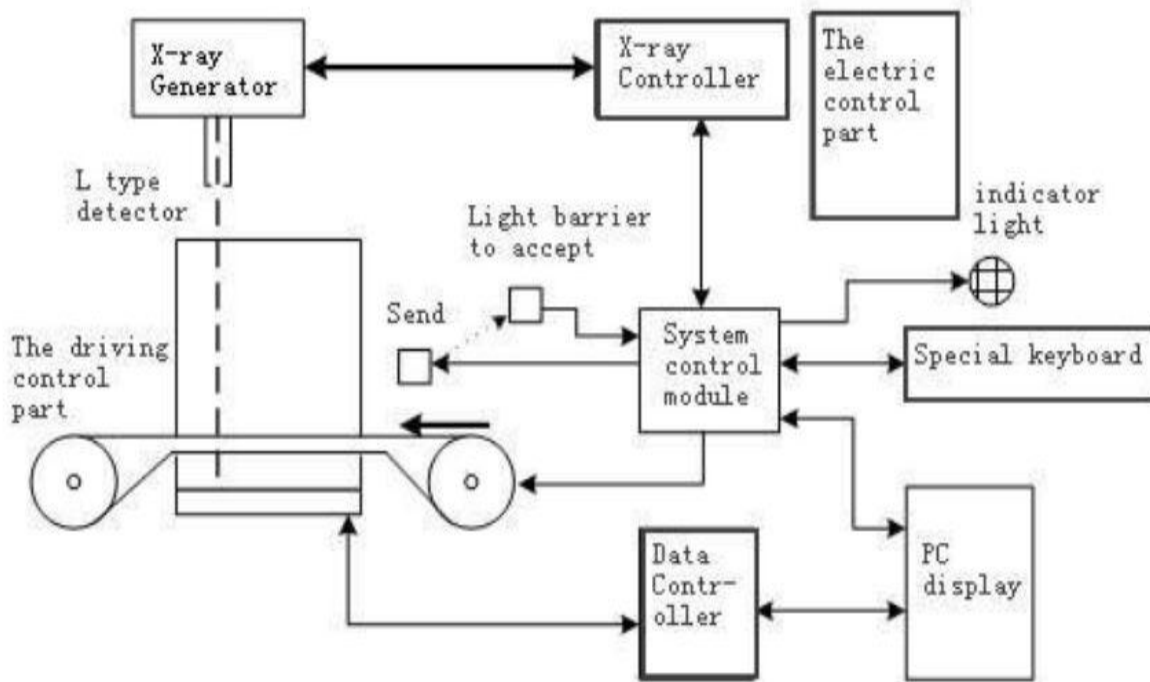 X-ray
Generator
X-ray
Controller
The
electric
control
part
L type
detector
Light barrier
to accept
indicator
light
Send
System
control
module
Special keyboard
The driving
control
part
Data
Contr-
oller
PC
display